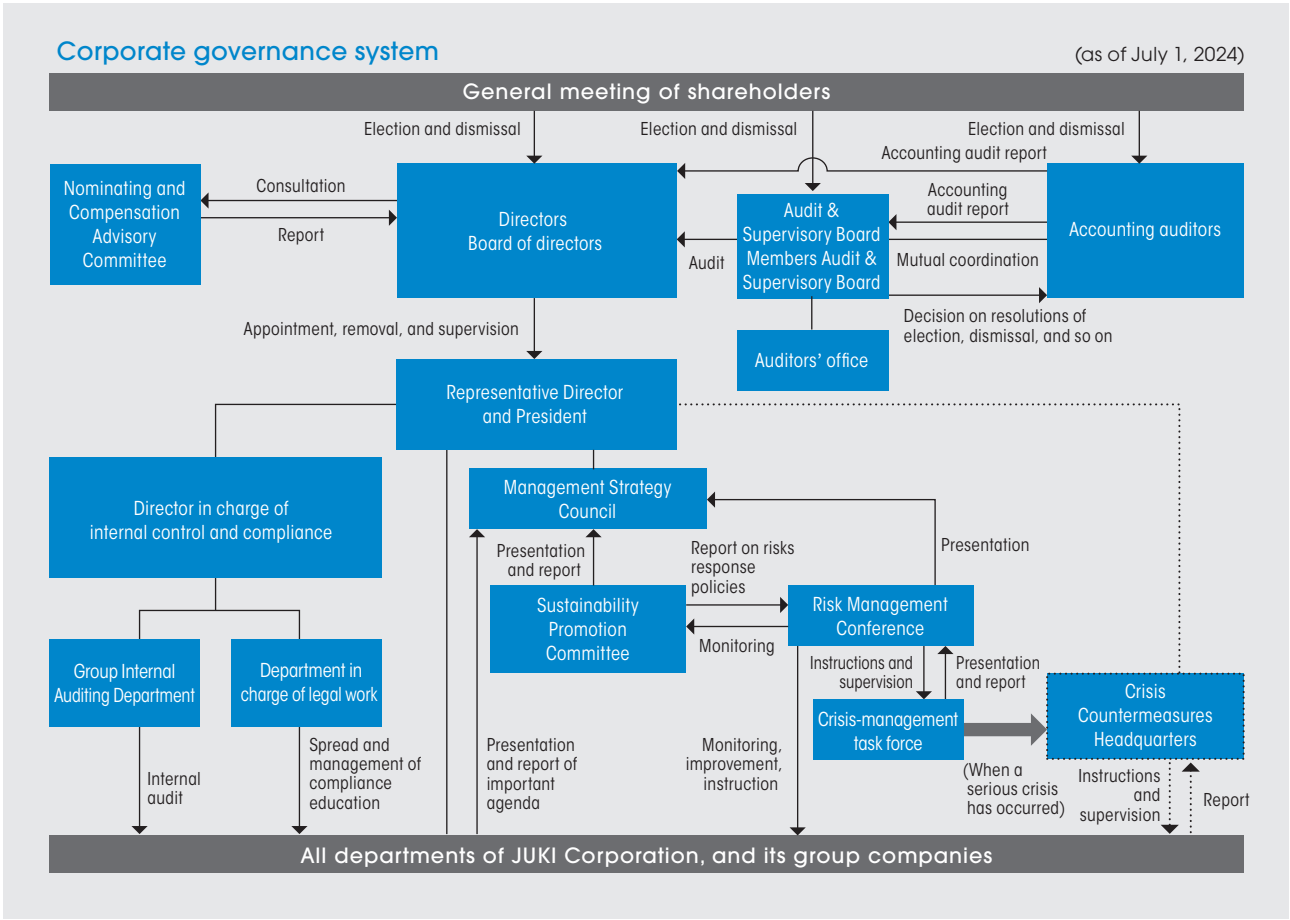 Corporate governance system
(as of July 1, 2024)
General meeting of shareholders
Election and dismissal
Election and dismissal
Election and dismissal
Accounting audit report
Nominating and
Compensation
Advisory
Committee
Consultation
Report
Directors
Board of directors
Audit
Audit &
Supervisory Board
Members Audit &
Supervisory Board
Accounting
audit report
Mutual coordination
Accounting auditors
Decision on resolutions of
election, dismissal, and so on
Auditors' office
Appointment, removal, and supervision
Representative Director
and President
Director in charge of
internal control and compliance
Management Strategy
Council
Presentation
and report
Report on risks
response
policies
Presentation
Sustainability
Promotion
Committee
Monitoring
Risk Management
Conference
Group Internal
Auditing Department
Department in
charge of legal work
Instructions and
supervision
Presentation
and report
Crisis-management
task force
Crisis
Countermeasures
Headquarters
Internal
audit
Spread and
management of
compliance
education
Presentation
and report of
important
agenda
Monitoring,
improvement,
instruction
(When a
serious crisis
has occurred)
Instructions
and
supervision
Report
All departments of JUKI Corporation, and its group companies